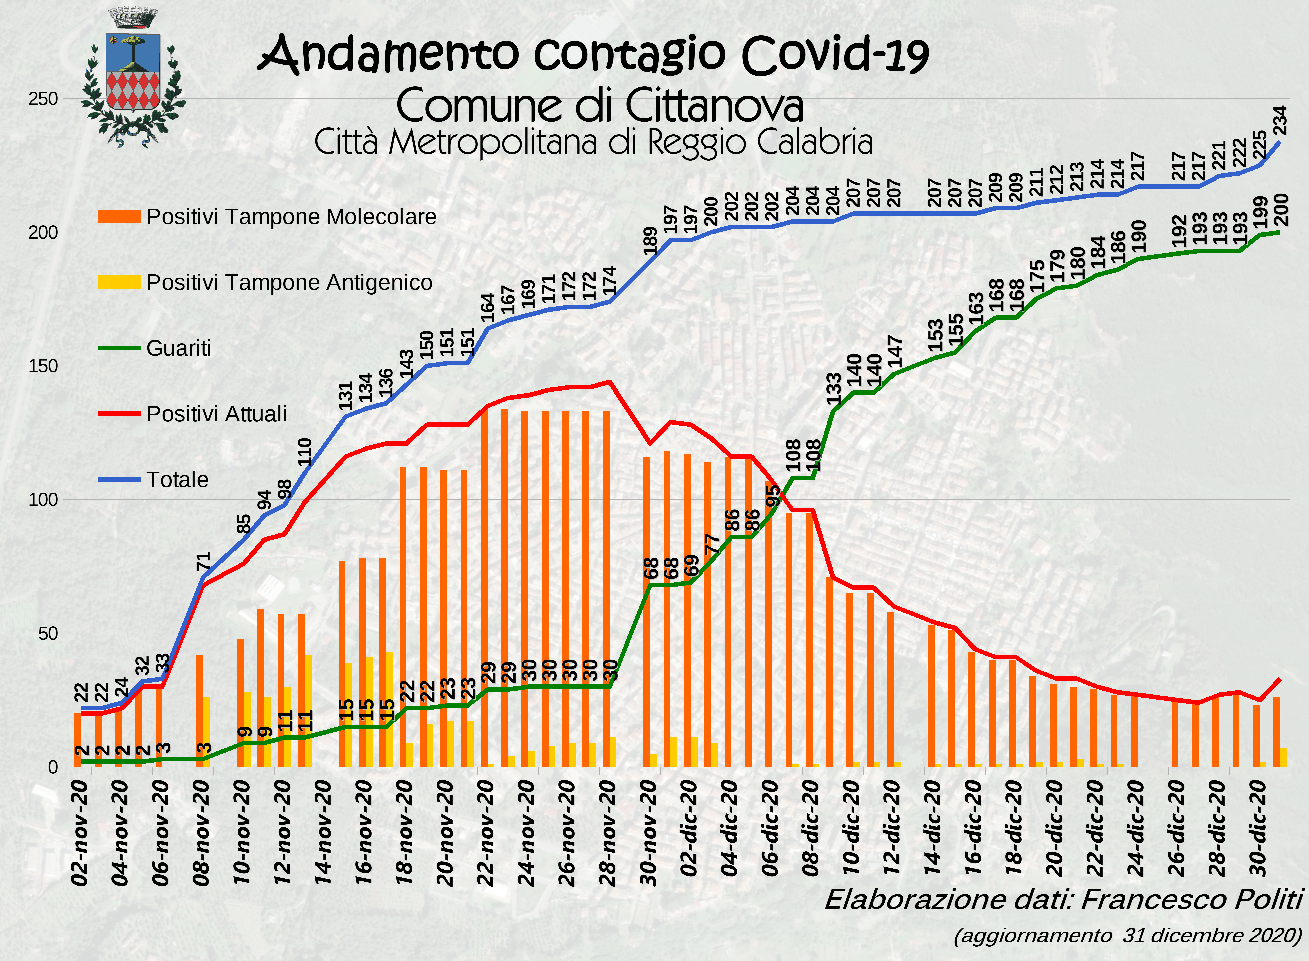 Andamento contagio Covid-19
Comune di Cittanova
Città Metropolitana di Reggio Calabria
250
200
150
100
50
0
Positivi Tampone Molecolare
Positivi Tampone Antigenico
Guariti
Positivi Attuali
Totale
22 22 24 32 33 71 85 94 98 110 131 134 136 143 150 151 151 164 167 169 171 172 172 174 189 197 197 200 202 202 202 204 204 204 207 207 207 207 207 207 209 209 211 212 213 214 214 217 217 217 221 222 225 234
2 2 2 2 3 3 9 9 11 11 15 15 15 22 22 23 23 29 29 30 30 30 30 30 68 68 69 77 86 86 95 108 108 133 140 140 147 153 155 163 168 168 175 179 180 184 186 190 192 193 193 193 199 200
02-nov-20 04-nov-20 06-nov-20 08-nov-20 10-nov-20 12-nov-20 14-nov-20 16-nov-20 18-nov-20 20-nov-20 22-nov-20 24-nov-20 26-nov-20 28-nov-20 30-nov-20 02-dic-20 04-dic-20 06-dic-20 08-dic-20 10-dic-20 12-dic-20 14-dic-20 16-dic-20 18-dic-20 20-dic-20 22-dic-20 24-dic-20 26-dic-20 28-dic-20 30-dic-20
Elaborazione dati: Francesco Politi
(aggiornamento 31 dicembre 2020)